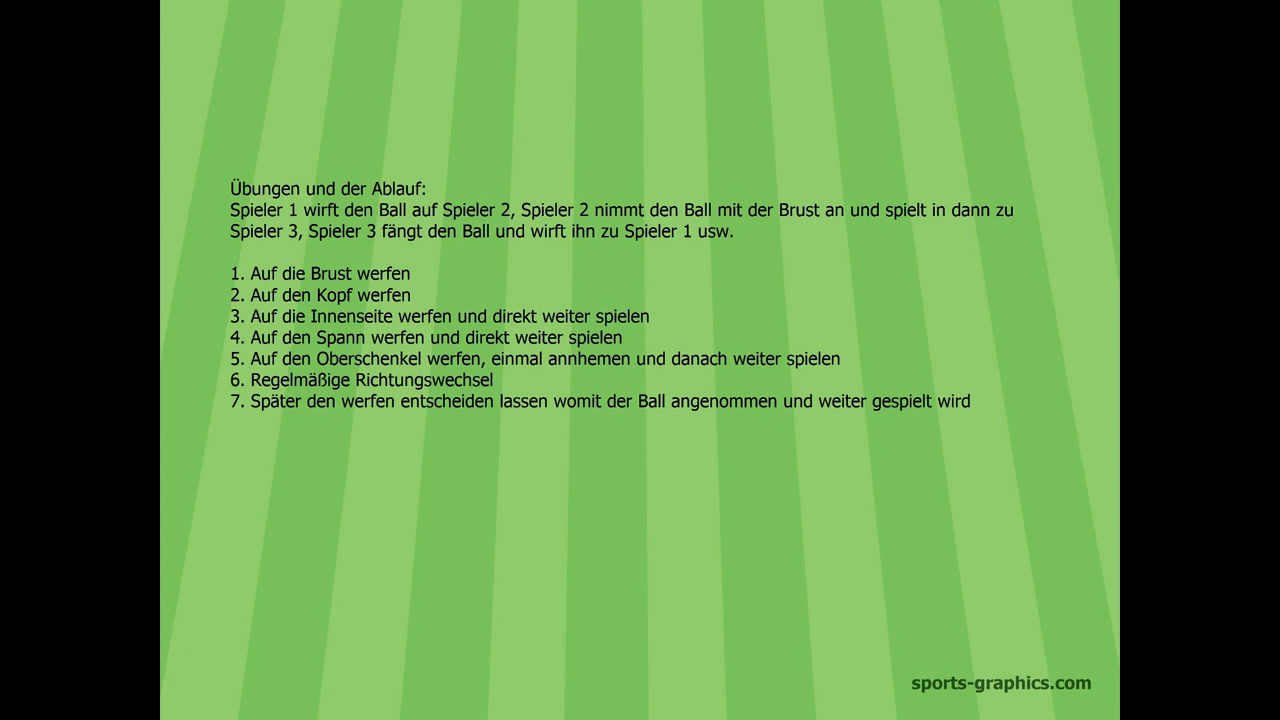 Übungen und der Ablauf:
Spieler 1 wirft den Ball auf Spieler 2, Spieler 2 nimmt den Ball mit der Brust an und spielt in dann zu
Spieler 3, Spieler 3 fängt den Ball und wirft ihn zu Spieler 1 usw.
1. Auf die Brust werfen
2. Auf den Kopf werfen
3. Auf die Innenseite werfen und direkt weiter spielen
4. Auf den Spann werfen und direkt weiter spielen
5. Auf den Oberschenkel werfen, einmal annhemen und danach weiter spielen
6. Regelmäßige Richtungswechsel
7. Später den werfen entscheiden lassen womit der Ball angenommen und weiter gespielt wird
sports-graphics.com